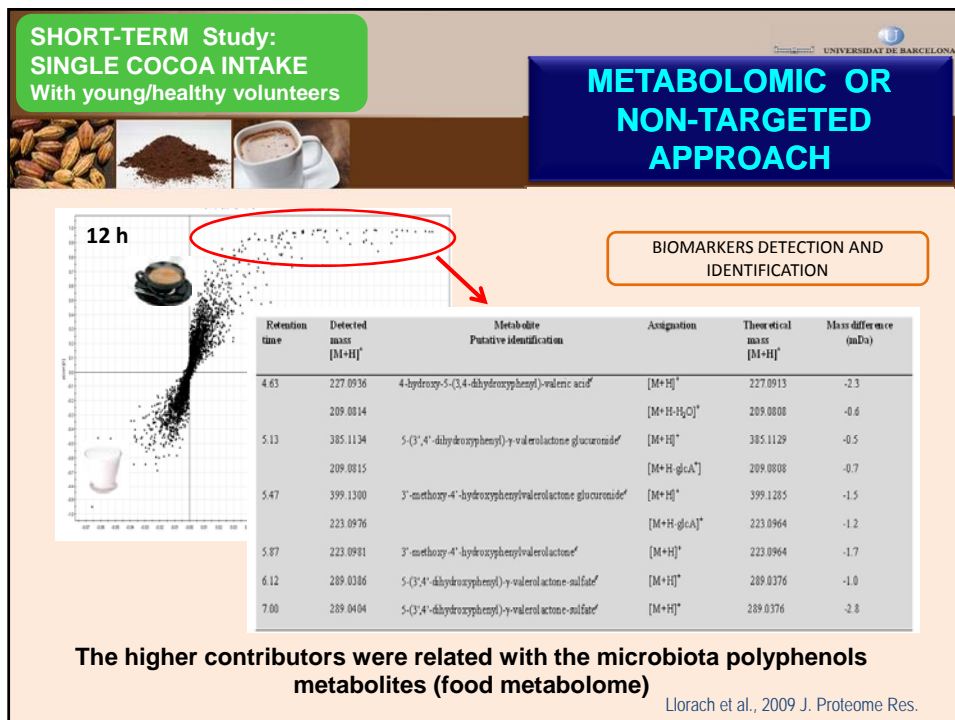 SHORT-TERM Study:
SINGLE COCOA INTAKE
With young/healthy volunteers
UNIVERSIDAT DE BARCELONA
METABOLOMIC OR
NON-TARGETED
APPROACH
12 h
BIOMARKERS DETECTION AND
IDENTIFICATION
Retention time Detected mass [M+H]+ Metabolite Putative identification Assignation Theoretical mass [M+H]+ Mass difference (mDa)
4.63 227.0936 4-hydroxy-5-(3,4-dihydroxyphenyl)-valeric acid [M+H]+ 227.0913 -2.3
209.0814 [M+H-H2O]+ 209.0808 -0.6
5.13 385.1134 5-(3',4'-dihydroxyphenyl)-γ-valerolactone glucuronide [M+H]+ 385.1129 -0.5
209.0815 [M+H-glcA+] 209.0808 -0.7
5.47 399.1300 3'-methoxy-4'-hydroxyphenylvalerolactone glucuronide [M+H]+ 399.1285 -1.5
223.0976 [M+H-glcA]+ 223.0964 -1.2
5.87 223.0981 3'-methoxy-4'-hydroxyphenylvalerolactone [M+H]+ 223.0964 -1.7
6.12 289.0386 5-(3',4'-dihydroxyphenyl)-γ-valerolactone-sulfate [M+H]+ 289.0376 -1.0
7.00 289.0404 5-(3',4'-dihydroxyphenyl)-γ-valerolactone-sulfate [M+H]+ 289.0376 -2.8
The higher contributors were related with the microbiota polyphenols
metabolites (food metabolome)
Llorach et al., 2009 J. Proteome Res.